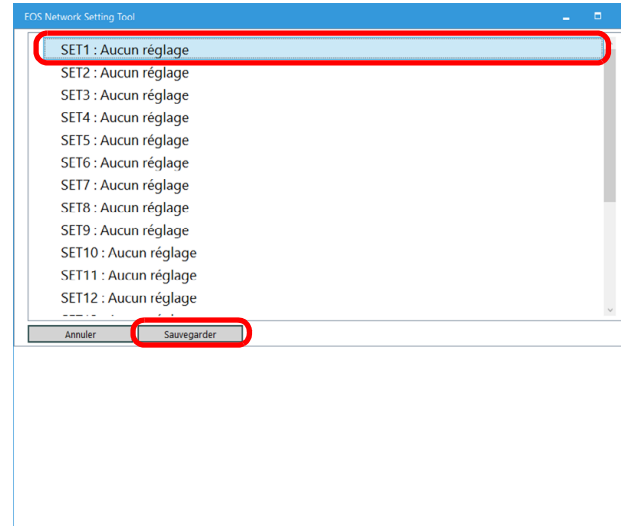 EOS Network Setting Tool
SET1 : Aucun réglage
SET2 : Aucun réglage
SET3 : Aucun réglage
SET4 : Aucun réglage
SET5 : Aucun réglage
SET6 : Aucun réglage
SET7 : Aucun réglage
SET8 : Aucun réglage
SET9 : Aucun réglage
SET10 : Aucun réglage
SET11 : Aucun réglage
SET12 : Aucun réglage
Annuler
Sauvegarder